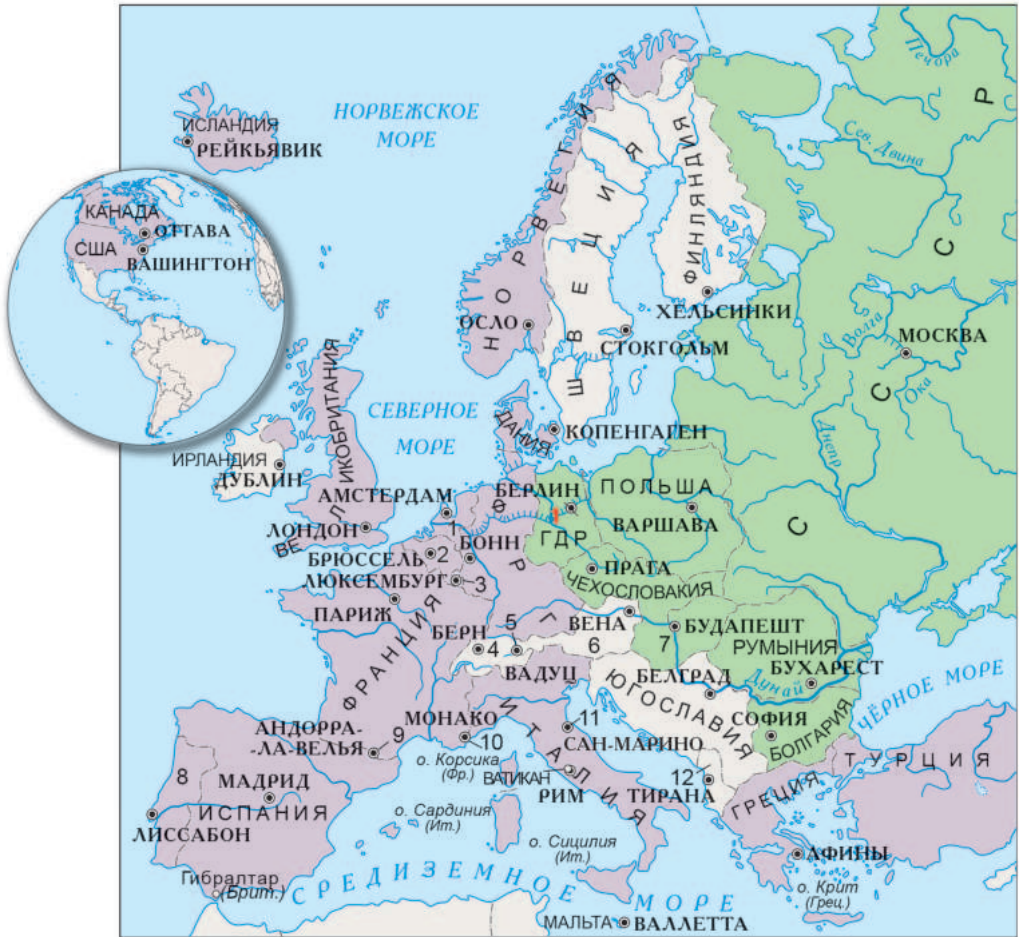 Печора
СССР
НОРВЕЖСКОЕ
МОРЕ
ИСЛАНДИЯ
РЕЙКЬЯВИК
Сев. Двина
КАНАДА
ОТТАВА
США
ВАШИНГТОН
НОРВЕГИЯ
ШВЕЦИЯ
ФИНЛЯНДИЯ
ХЕЛЬСИНКИ
ОСЛО
СТОКГОЛЬМ
Волга
МОСКВА
Ока
Днепр
СЕВЕРНОЕ
МОРЕ
ДАНИЯ
КОПЕНГАГЕН
ВЕЛИКОБРИТАНИЯ
ИРЛАНДИЯ
ДУБЛИН
ЛОНДОН
АМСТЕРДАМ
1
БЕРЛИН
ПОЛЬША
ВАРШАВА
ФРГ
ГДР
БОНН
БРЮССЕЛЬ
2
ЛЮКСЕМБУРГ
3
ПРАГА
ЧЕХОСЛОВАКИЯ
ПАРИЖ
ФРАНЦИЯ
БЕРН
4
5
ВАДУЦ
ВЕНА
6
БУДАПЕШТ
7
РУМЫНИЯ
БУХАРЕСТ
БЕЛГРАД
Дунай
ЮГОСЛАВИЯ
СОФИЯ
БОЛГАРИЯ
ЧЁРНОЕ МОРЕ
АНДОРРА-
-ЛА-ВЕЛЬЯ
9
МОНАКО
10
о. Корсика
(Фр.)
ИТАЛИЯ
11
САН-МАРИНО
ВАТИКАН
РИМ
12
ТИРАНА
ГРЕЦИЯ
ТУРЦИЯ
8
МАДРИД
ИСПАНИЯ
ЛИССАБОН
о. Сардиния
(Ит.)
о. Сицилия
(Ит.)
АФИНЫ
о. Крит
(Грец.)
Гибралтар
(Брит.)
СРЕДИЗЕМНОЕ МОРЕ
МАЛЬТА
ВАЛЛЕТТА